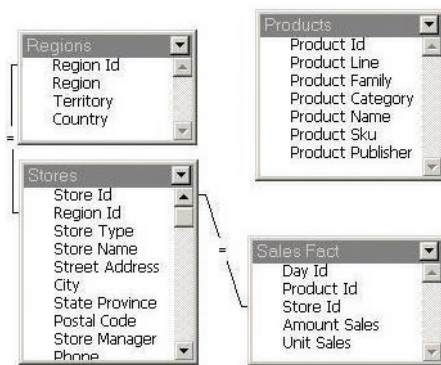 Regions
Region Id
Region
Territory
Country
=
Stores
Store Id
Region Id
Store Type
Store Name
Street Address
City
State Province
Postal Code
Store Manager
Phone
=
Products
Product Id
Product Line
Product Family
Product Category
Product Name
Product Sku
Product Publisher
Sales Fact
Day Id
Product Id
Store Id
Amount Sales
Unit Sales